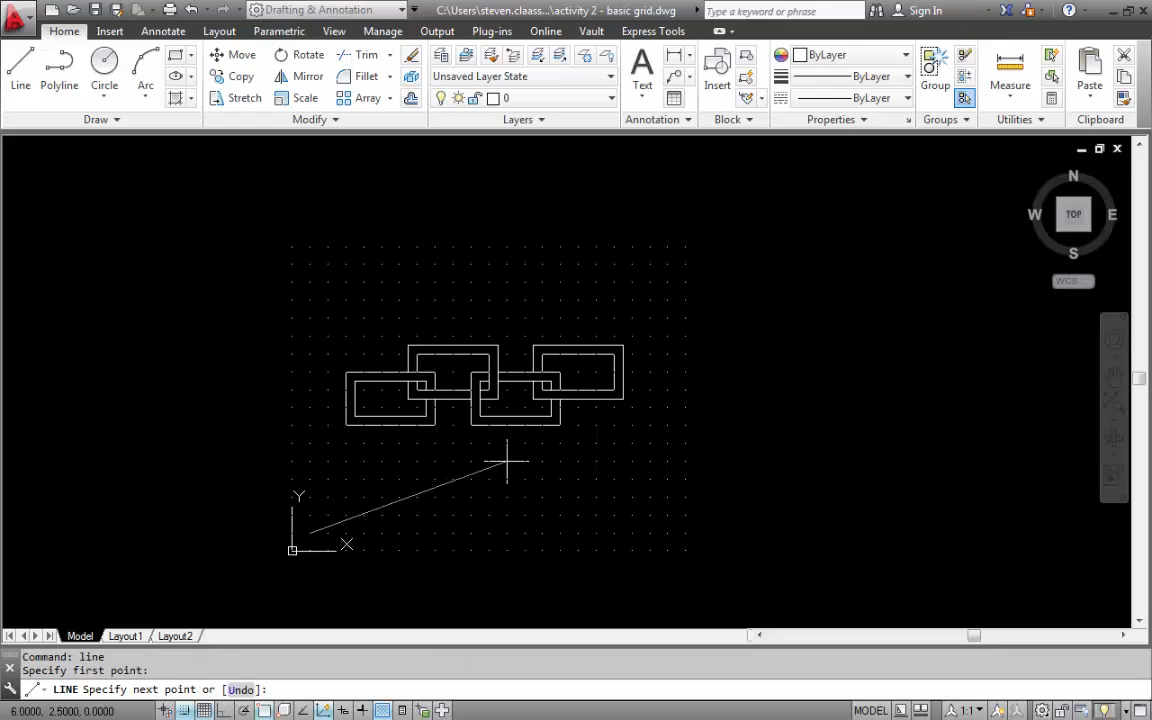 Drafting & Annotation
C:\Users\steven.claass...\activity 2 - basic grid.dwg
Type a keyword or phrase
Sign In
Home Insert Annotate Layout Parametric View Manage Output Plug-ins Online Vault Express Tools
Line
Polyline
Circle
Arc
Move
Rotate
Trim
Copy
Mirror
Fillet
Stretch
Scale
Array
Unsaved Layer State
0
Text
Insert
ByLayer
ByLayer
ByLayer
Group
Measure
Paste
Draw
Modify
Layers
Annotation
Block
Properties
Groups
Utilities
Clipboard
N
W
TOP
E
S
WCS
Y
X
Model
Layout1
Layout2
Command: line
Specify first point:
LINE Specify next point or [Undo]:
6.0000, 2.5000, 0.0000
MODEL
1:1